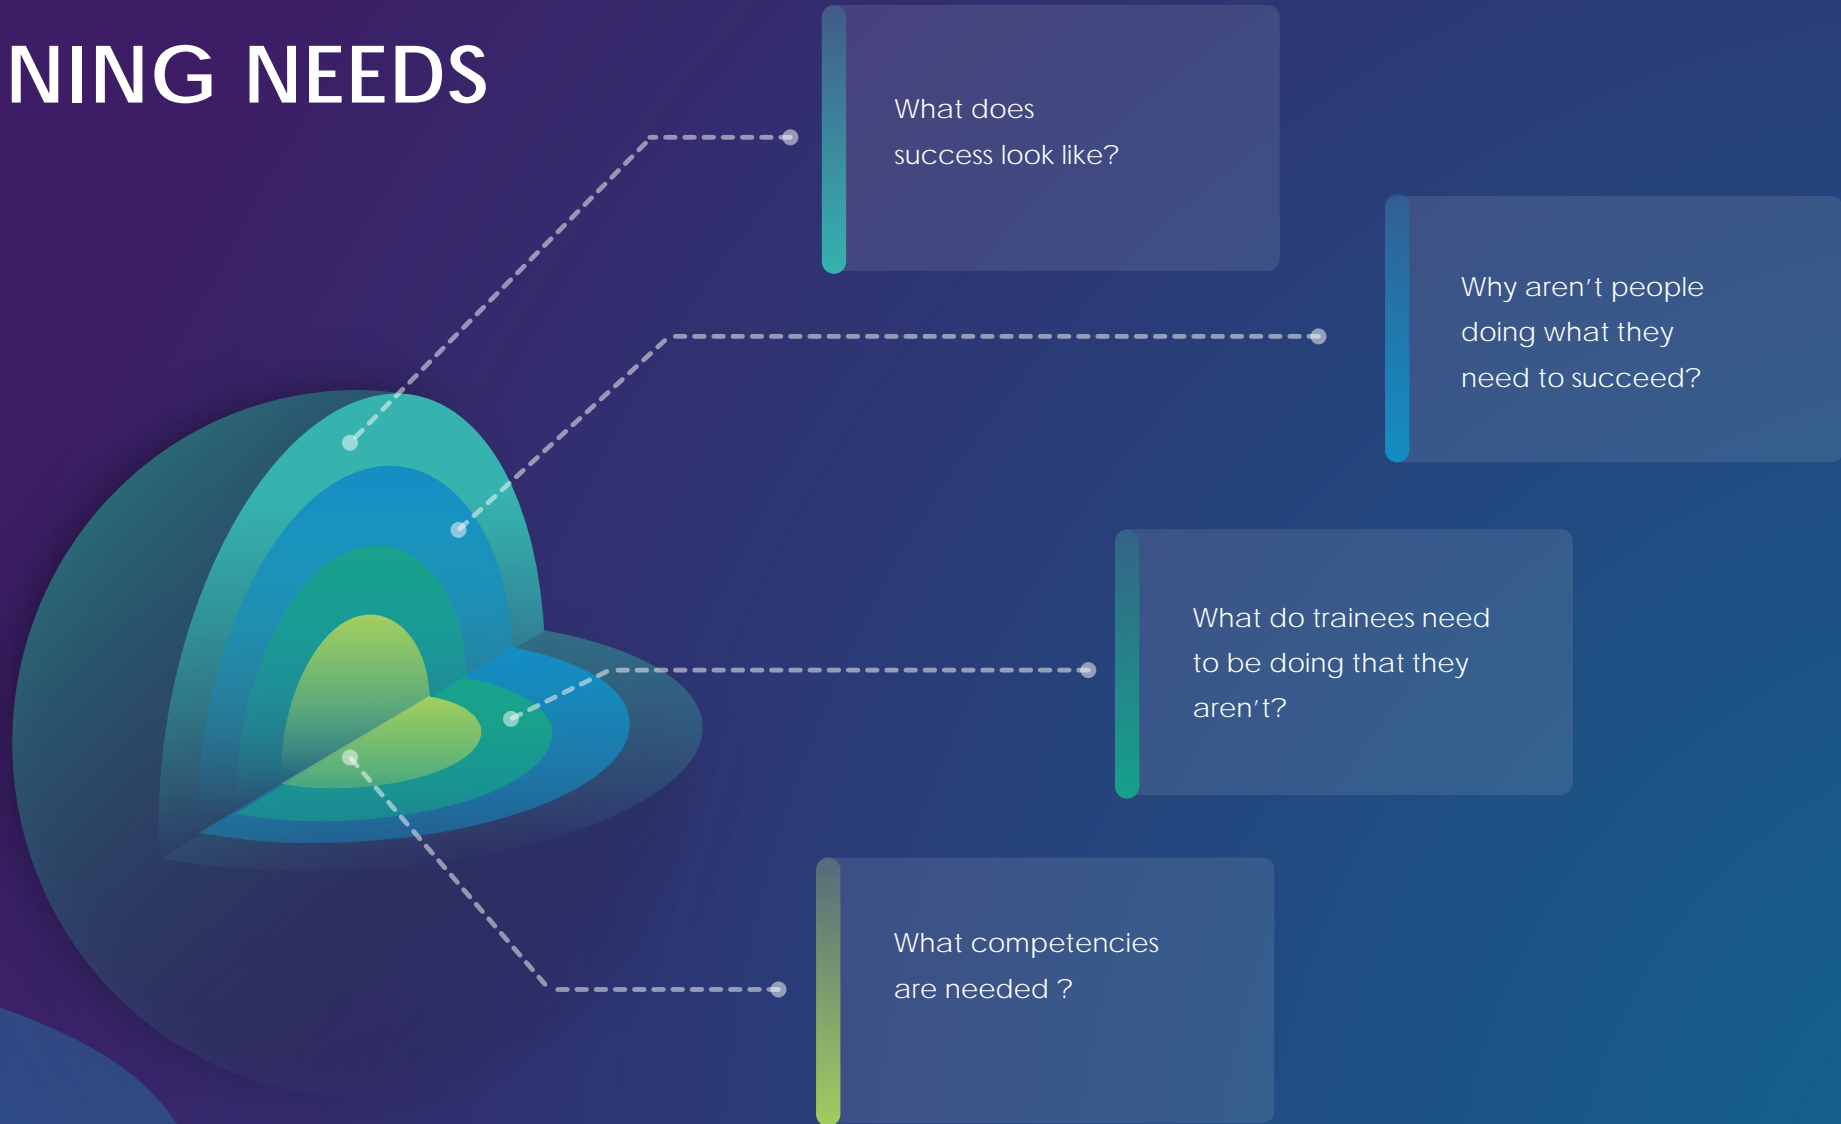 NING NEEDS
What does
success look like?
Why aren't people
doing what they
need to succeed?
What do trainees need
to be doing that they
aren't?
What competencies
are needed ?